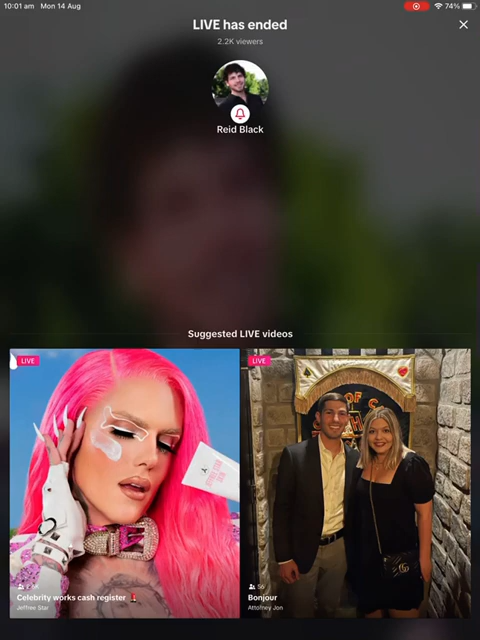 10:01 am Mon 14 Aug
74%
LIVE has ended
2.2K viewers
Reid Black
Suggested LIVE videos
LIVE
LIVE
Celebrity works cash register
Jeffree Star
56
Bonjour
Attofney Jon